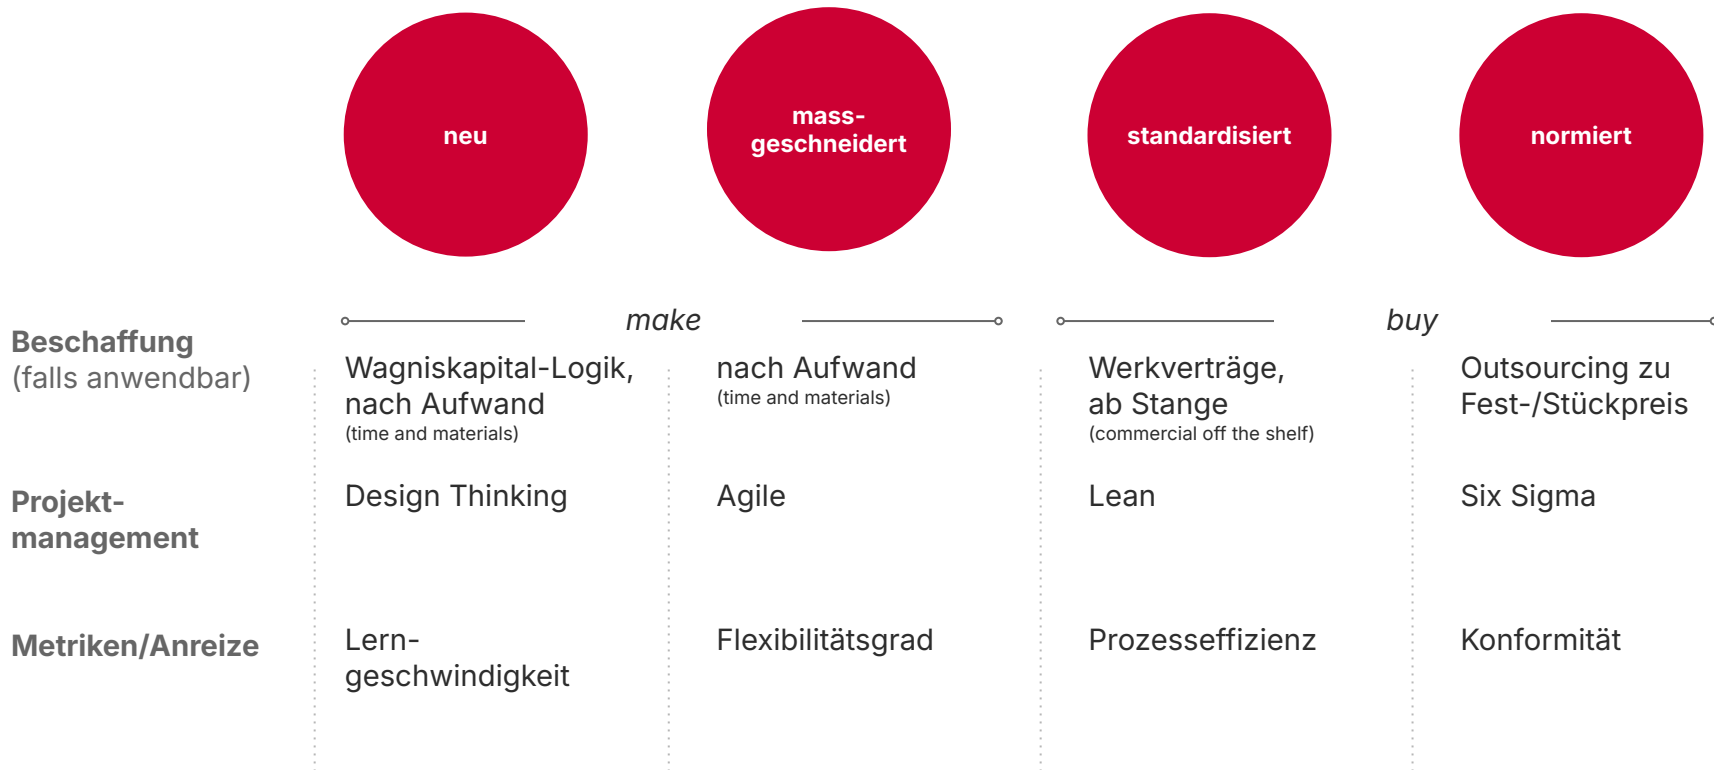 neu
mass-
geschneidert
standardisiert
normiert
make
buy
Beschaffung
(falls anwendbar)
Wagniskapital-Logik,
nach Aufwand
(time and materials)
nach Aufwand
(time and materials)
Werkverträge,
ab Stange
(commercial off the shelf)
Outsourcing zu
Fest-/Stückpreis
Projekt-
management
Design Thinking
Agile
Lean
Six Sigma
Metriken/Anreize
Lern-
geschwindigkeit
Flexibilitätsgrad
Prozesseffizienz
Konformität